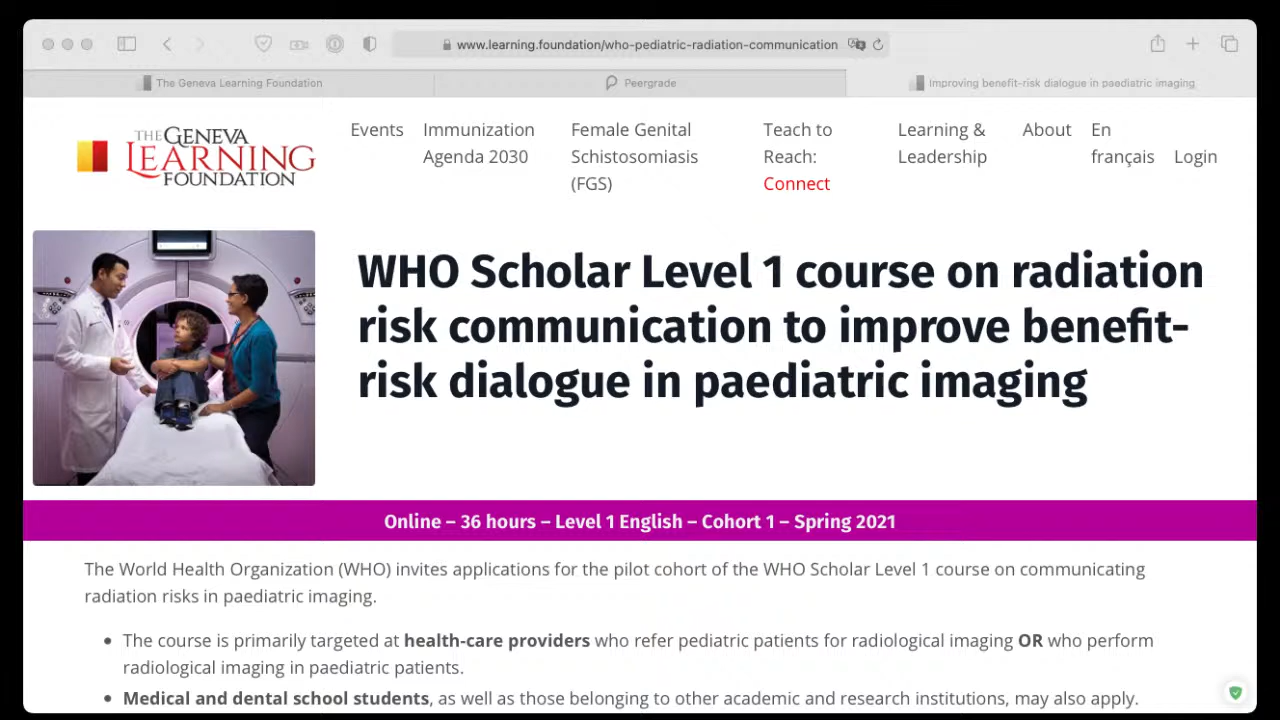 www.learning.foundation/who-pediatric-radiation-communication
The Geneva Learning Foundation
Peergrade
Improving benefit-risk dialogue in paediatric imaging
THE GENEVA
LEARNING
FOUNDATION
Events
Immunization
Agenda 2030
Female Genital
Schistosomiasis
(FGS)
Teach to
Reach:
Connect
Learning &
Leadership
About
En
français
Login
WHO Scholar Level 1 course on radiation
risk communication to improve benefit-
risk dialogue in paediatric imaging
Online – 36 hours – Level 1 English – Cohort 1 – Spring 2021
The World Health Organization (WHO) invites applications for the pilot cohort of the WHO Scholar Level 1 course on communicating
radiation risks in paediatric imaging.
• The course is primarily targeted at health-care providers who refer pediatric patients for radiological imaging OR who perform
radiological imaging in paediatric patients.
• Medical and dental school students, as well as those belonging to other academic and research institutions, may also apply.